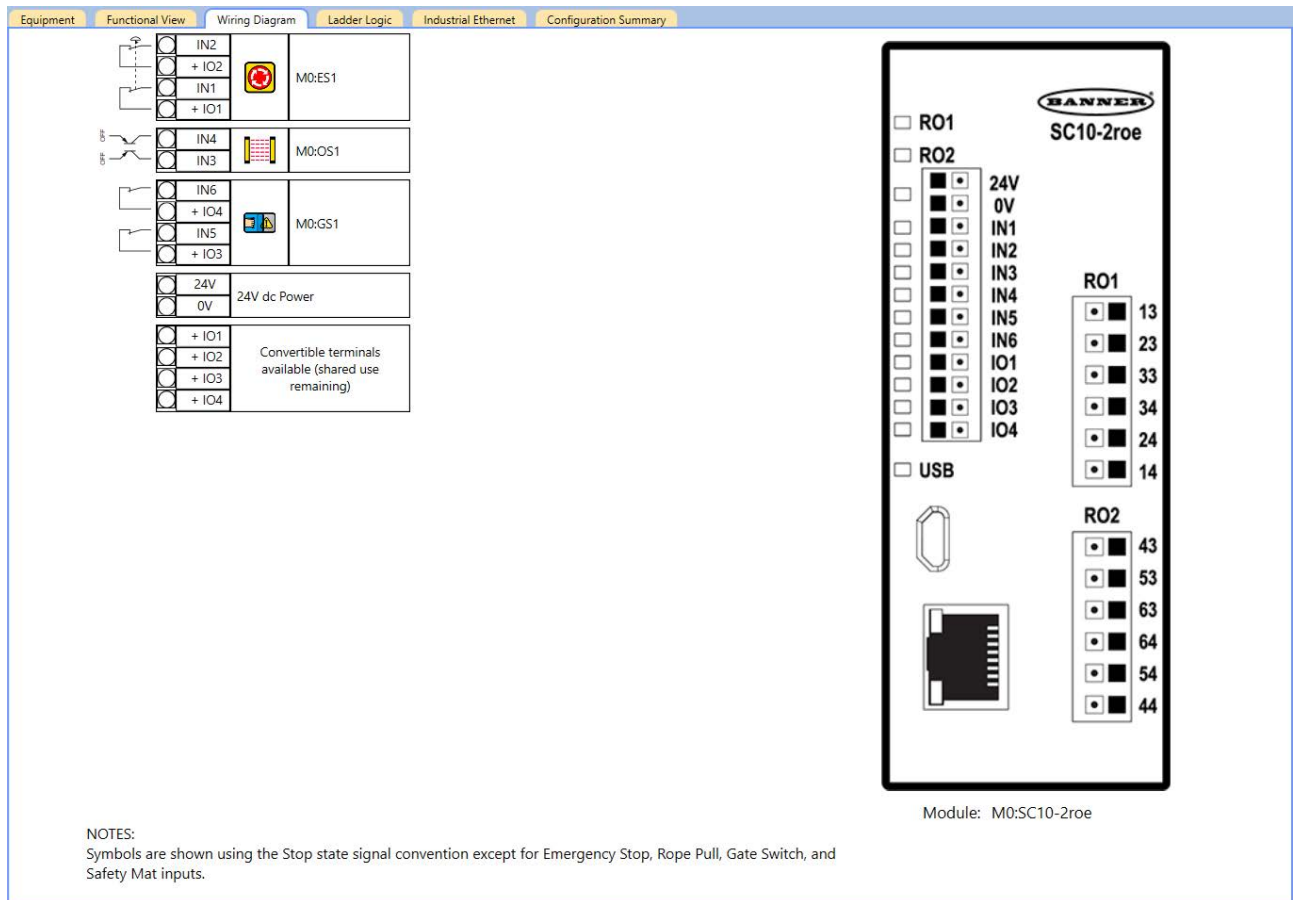 Equipment
Functional View
Wiring Diagram
Ladder Logic
Industrial Ethernet
Configuration Summary
IN2
+ IO2
IN1
+ IO1
M0:ES1
OFF
OFF
IN4
IN3
M0:OS1
IN6
+ IO4
IN5
+ IO3
M0:GS1
24V
0V
24V dc Power
+ IO1
+ IO2
+ IO3
+ IO4
Convertible terminals
available (shared use
remaining)
BANNER
SC10-2roe
RO1
RO2
24V
0V
IN1
IN2
IN3
IN4
IN5
IN6
IO1
IO2
IO3
IO4
USB
RO1
13
23
33
34
24
14
RO2
43
53
63
64
54
44
Module: M0:SC10-2roe
NOTES:
Symbols are shown using the Stop state signal convention except for Emergency Stop, Rope Pull, Gate Switch, and
Safety Mat inputs.